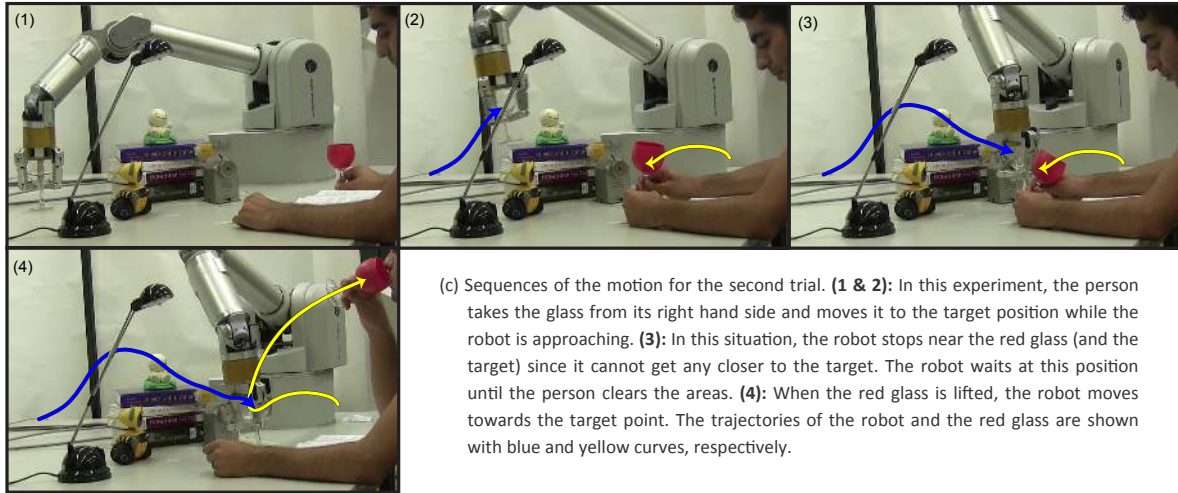 (1)
(2)
(3)
(4)
(c) Sequences of the motion for the second trial. (1 & 2): In this experiment, the person
takes the glass from its right hand side and moves it to the target position while the
robot is approaching. (3): In this situation, the robot stops near the red glass (and the
target) since it cannot get any closer to the target. The robot waits at this position
until the person clears the areas. (4): When the red glass is lifted, the robot moves
towards the target point. The trajectories of the robot and the red glass are shown
with blue and yellow curves, respectively.